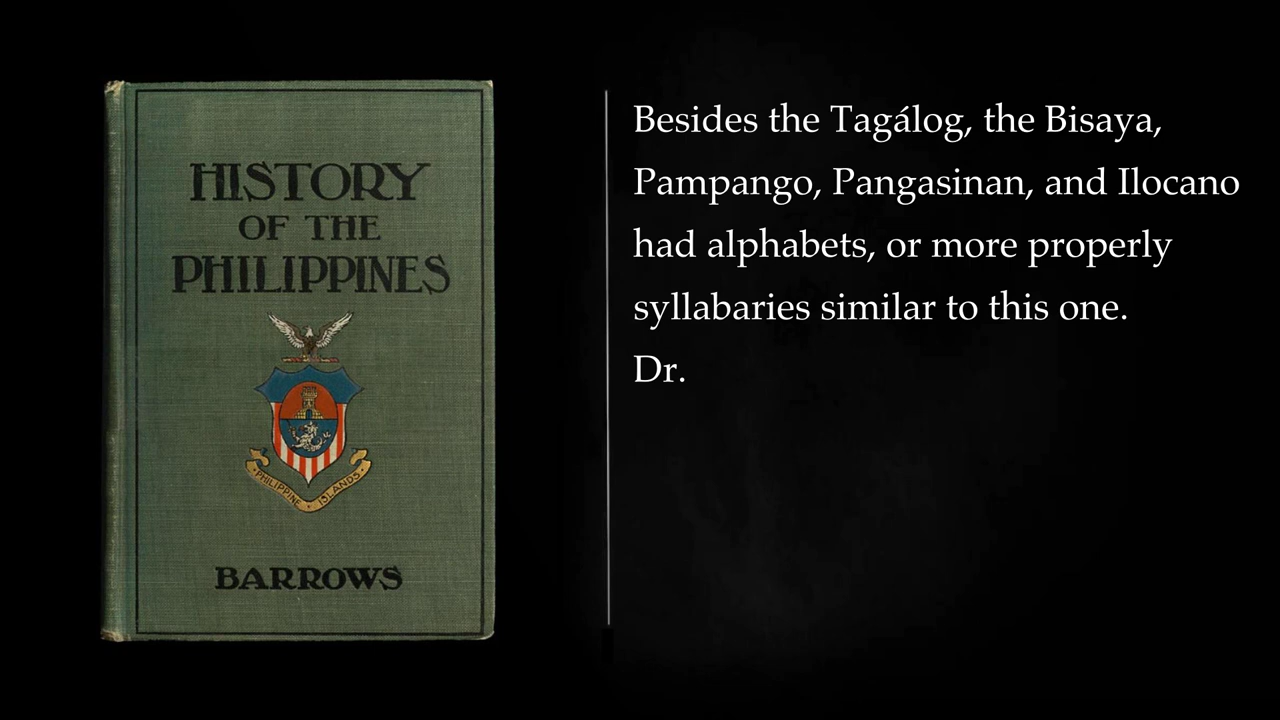 HISTORY
OF THE
PHILIPPINES
PHILIPPINE ISLANDS
BARROWS
Besides the Tagálog, the Bisaya,
Pampango, Pangasinan, and Ilocano
had alphabets, or more properly
syllabaries similar to this one.
Dr.